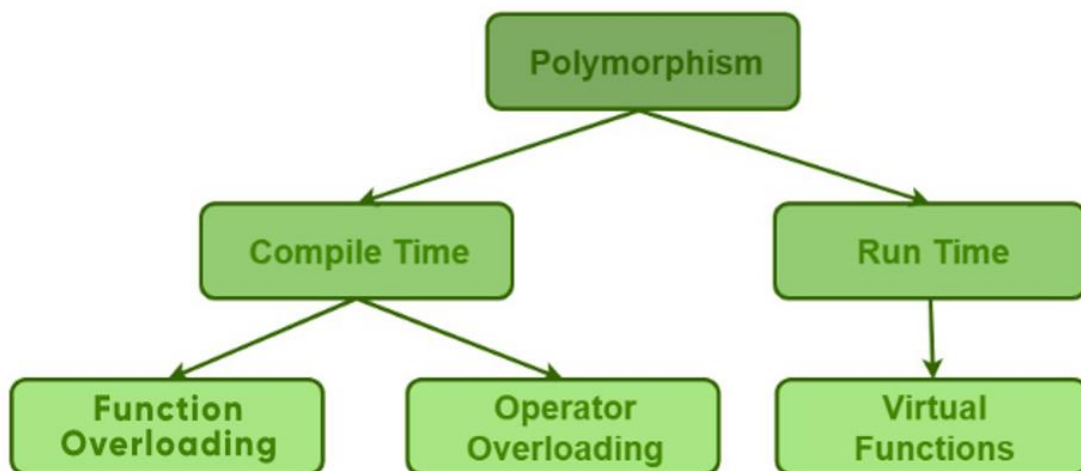 Polymorphism
Compile Time
Run Time
Function
Overloading
Operator
Overloading
Virtual
Functions